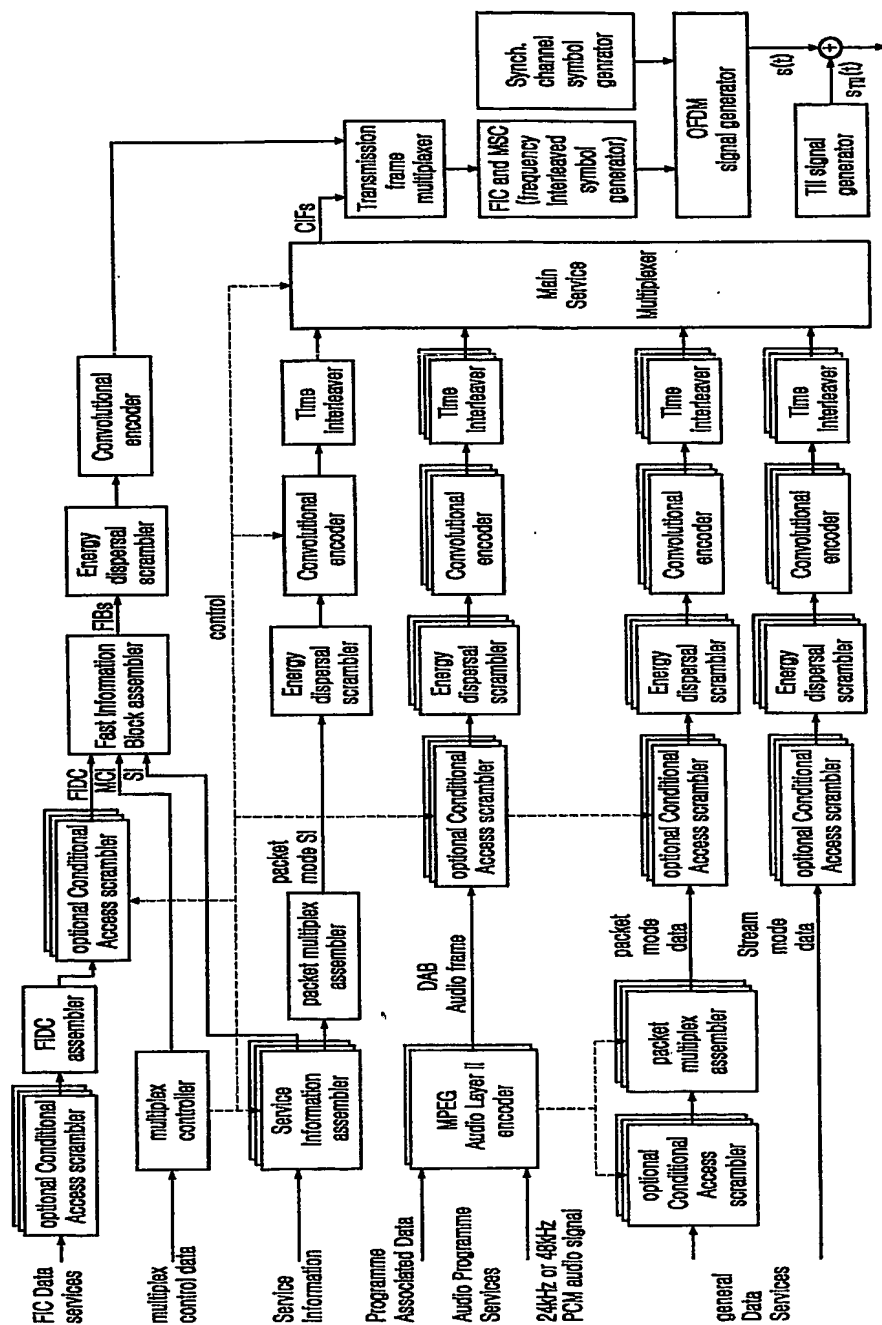 FIC Data
services
optional Conditional
Access scrambler
FIDC
assembler
optional Conditional
Access scrambler
FIDC
MCI
SI
Fast Information
Block assembler
FIBs
Energy
dispersal
scrambler
Convolutional
encoder
multiplex
control data
multiplex
controller
control
Service
Information
Service
Information
assembler
packet multiplex
assembler
packet
mode SI
Energy
dispersal
scrambler
Convolutional
encoder
Time
interleaver
Programme
Associated Data
Audio Programme
Services
24kHz or 48kHz
PCM audio signal
MPEG
Audio Layer II
encoder
DAB
Audio frame
optional Conditional
Access scrambler
Energy
dispersal
scrambler
Convolutional
encoder
Time
interleaver
general
Data
Services
optional
Conditional
Access
scrambler
packet
multiplex
assembler
packet
mode
data
optional Conditional
Access scrambler
Energy
dispersal
scrambler
Convolutional
encoder
Time
interleaver
Stream
mode
data
optional Conditional
Access scrambler
Energy
dispersal
scrambler
Convolutional
encoder
Time
interleaver
Main
Service
Multiplexer
CIFs
Transmission
frame
multiplaxer
FIC and MSC
(frequency
Interleaved
symbol
generator)
Synch.
channel
symbol
genrator
OFDM
signal generator
s(t)
+
sTII(t)
TII signal
generator